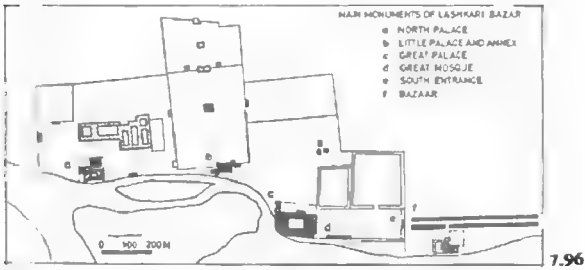 MAIN MONUMENTS OF LASHKARI BAZAR
a NORTH PALACE
b LITTLE PALACE AND ANNEX
c GREAT PALACE
d GREAT MOSQUE
e SOUTH ENTRANCE
f BAZAAR
a
b
c
d
e
f
0 100 200 M
7.96